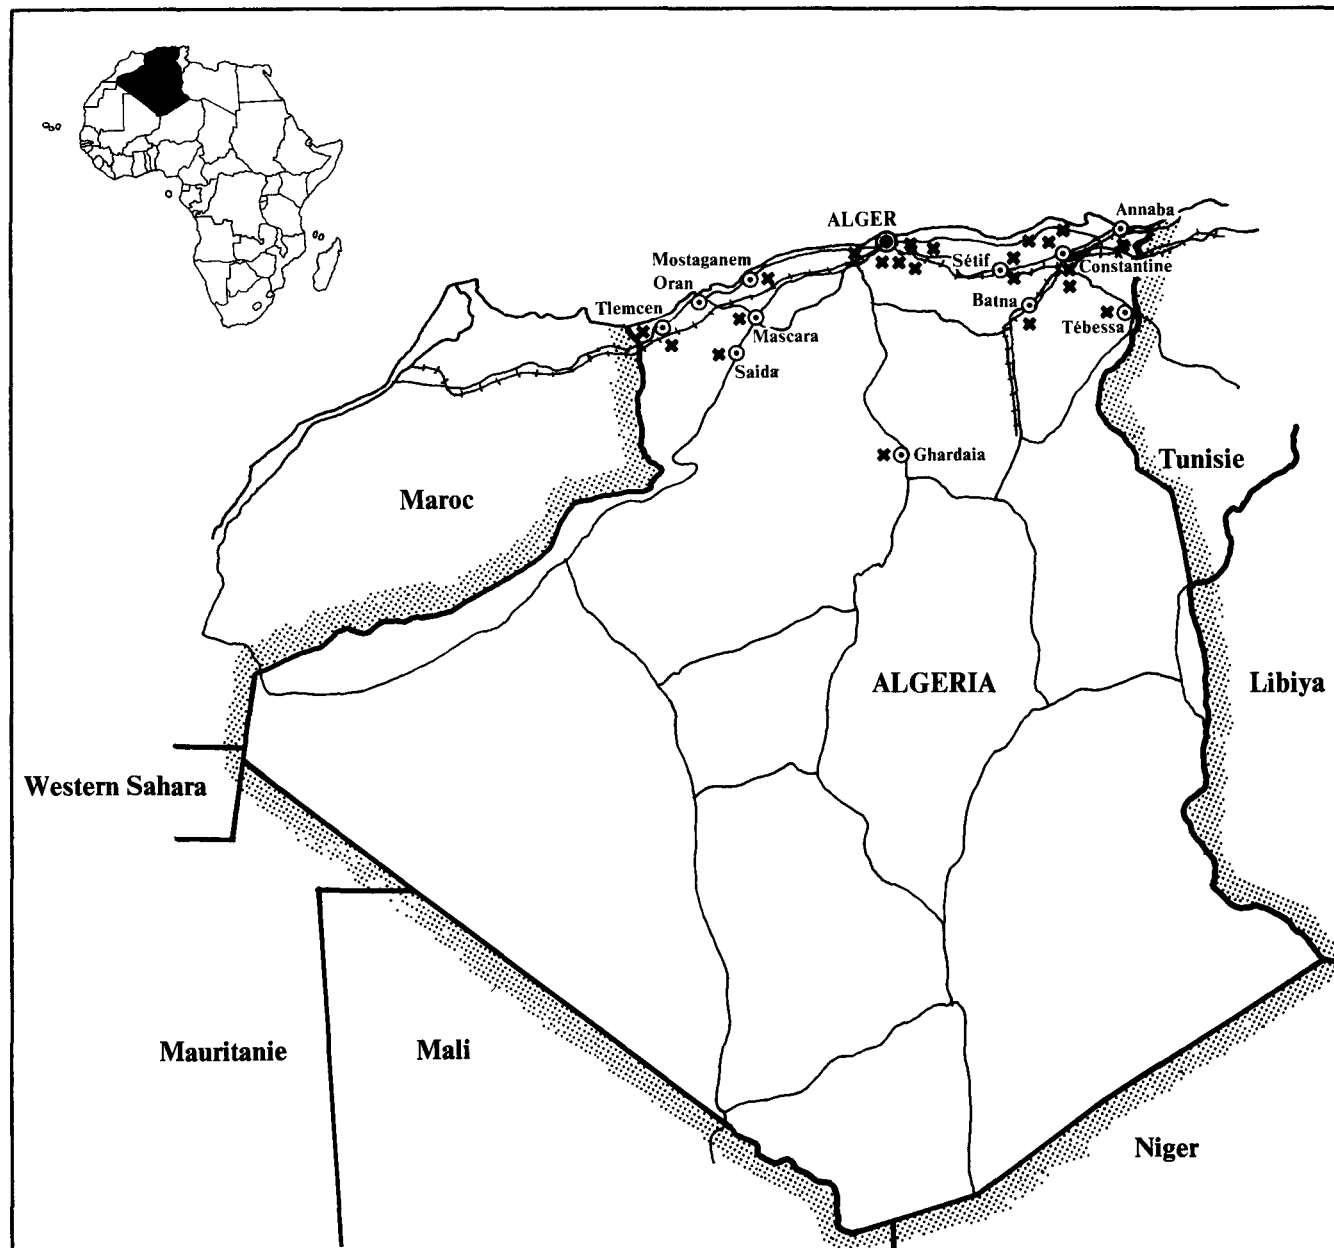 Annaba
ALGER
Mostaganem
Sétif
Constantine
Oran
Batna
Tlemcen
Tébessa
Mascara
Saida
Ghardaia
Tunisie
Maroc
ALGERIA
Libiya
Western Sahara
Mauritanie
Mali
Niger